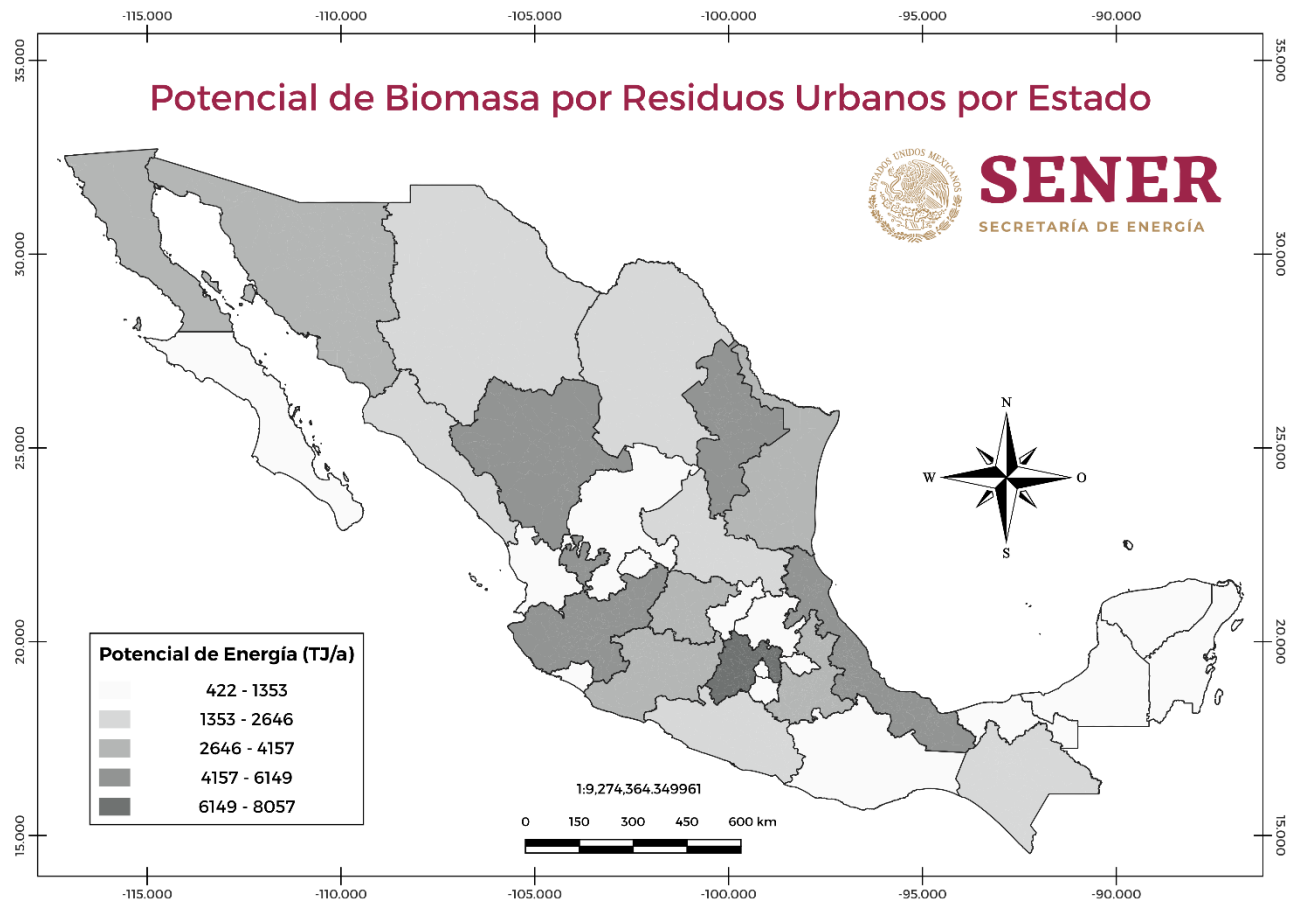 -115.000 -110.000 -105.000 -100.000 -95.000 -90.000
35.000 35.000
Potencial de Biomasa por Residuos Urbanos por Estado
ESTADOS UNIDOS MEXICANOS
SENER
SECRETARÍA DE ENERGÍA
30.000 30.000
N
25.000 25.000
W O
S
20.000 20.000
Potencial de Energía (TJ/a)
422 - 1353
1353 - 2646
2646 - 4157
4157 - 6149
6149 - 8057
1:9,274,364.349961
0 150 300 450 600 km
15.000 15.000
-115.000 -110.000 -105.000 -100.000 -95.000 -90.000